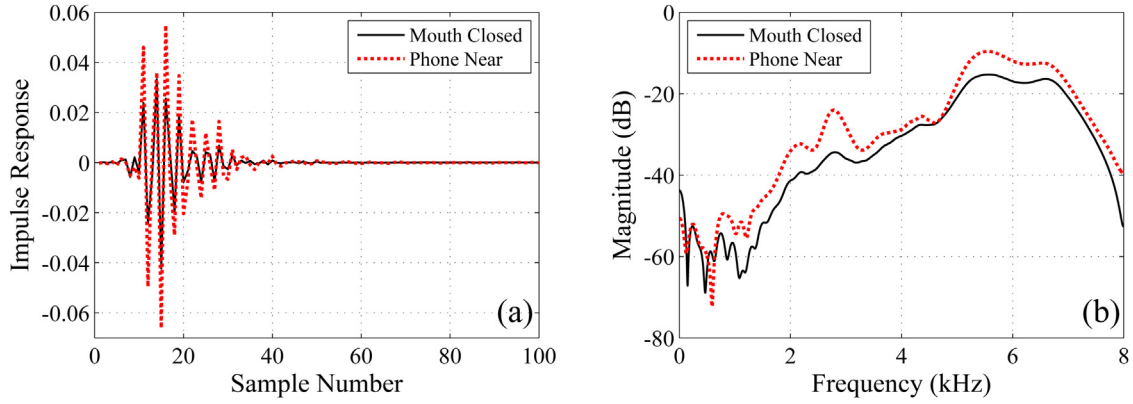 0.06
0.04
0.02
0
-0.02
-0.04
-0.06
0 20 40 60 80 100
Impulse Response
Sample Number
Mouth Closed
Phone Near
(a)
0
-20
-40
-60
-80
0 2 4 6 8
Magnitude (dB)
Frequency (kHz)
Mouth Closed
Phone Near
(b)